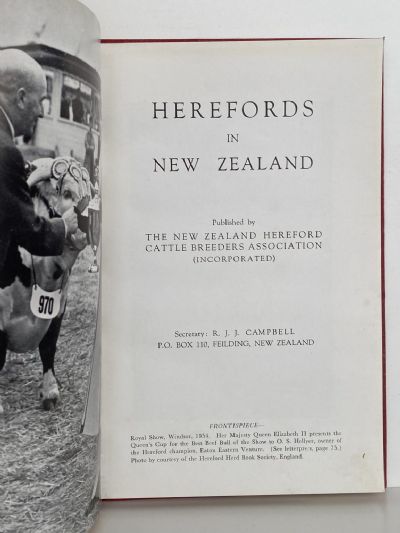 HEREFORDS
IN
NEW ZEALAND
Published by
THE NEW ZEALAND HEREFORD
CATTLE BREEDERS ASSOCIATION
(INCORPORATED)
Secretary: R. J. J. CAMPBELL
P.O. BOX 110, FEILDING, NEW ZEALAND
FRONTISPIECE—
Royal Show, Windsor, 1954. Her Majesty Queen Elizabeth II presents the
Queen's Cup for the Best Beef Bull of the Show to O. S. Hellyer, owner of
the Hereford champion, Eaton Eastern Venture. (See letterpress, page 75.)
Photo by courtesy of the Hereford Herd Book Society, England.
970